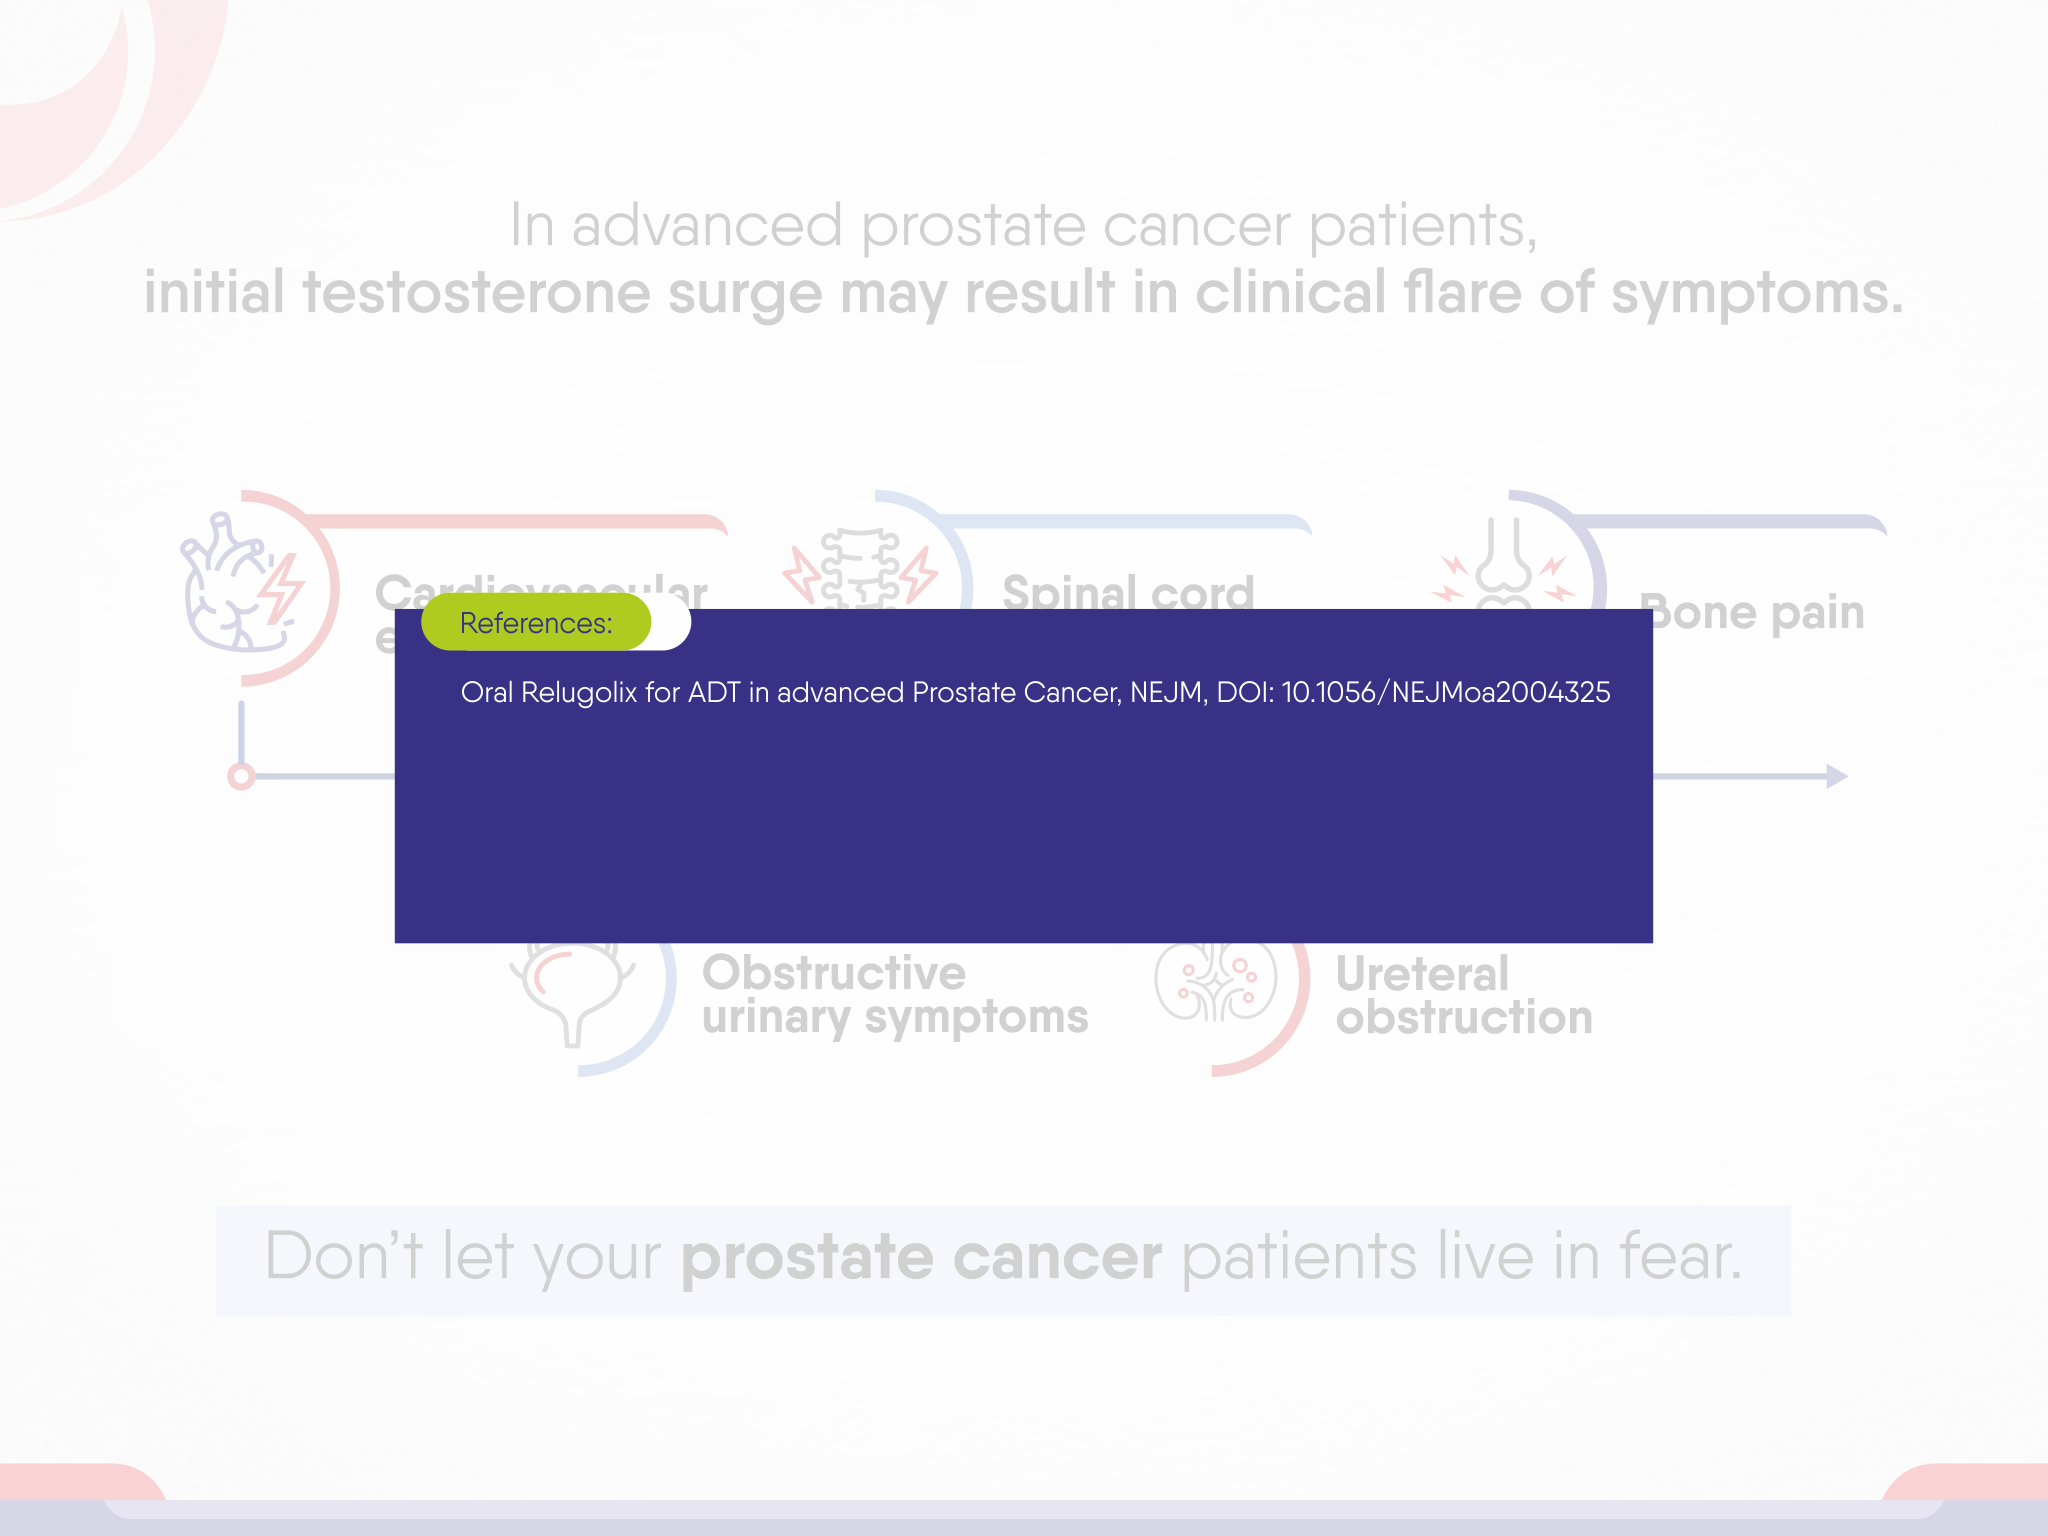 In advanced prostate cancer patients,
initial testosterone surge may result in clinical flare of symptoms.
Cardiovascular
Spinal cord
Bone pain
References:
Oral Relugolix for ADT in advanced Prostate Cancer, NEJM, DOI: 10.1056/NEJMoa2004325
Obstructive
urinary symptoms
Ureteral
obstruction
Don't let your prostate cancer patients live in fear.